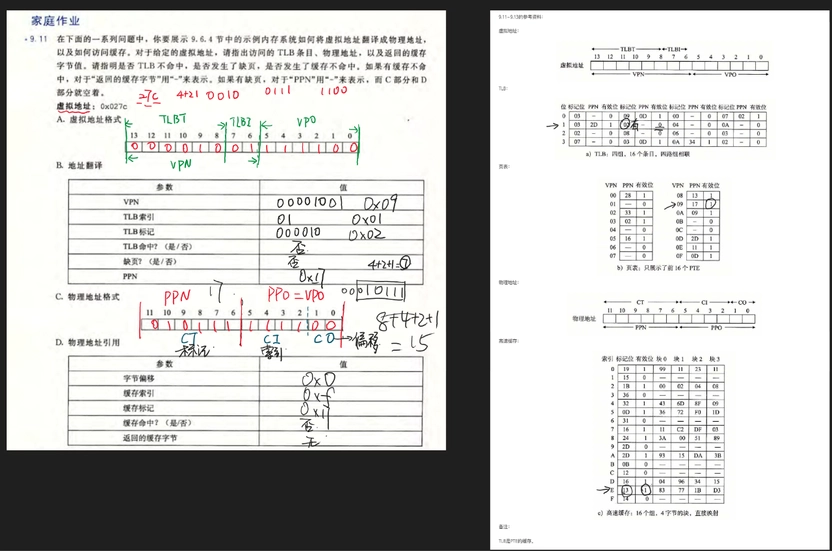 家庭作业
9.11 在下面的一系列问题中，你要展示 9.6.4 节中的示例内存系统如何将虚拟地址翻译成物理地址，
以及如何访问缓存。对于给定的虚拟地址，请指出访问的 TLB 条目、物理地址，以及返回的缓存
字节值。请指明是否 TLB 不命中，是否发生了缺页，是否发生了缓存不命中。如果有缓存不命
中，对于“返回的缓存字节”用“-”来表示。如果有缺页，对于“PPN”用“-”来表示，而 C 部分和 D
部分就空着。
27C 4+21 0010 0111 1100
虚拟地址：0x027c
A. 虚拟地址格式
TLBT TLBI VPO
13 12 11 10 9 8 7 6 5 4 3 2 1 0
0 0 0 0 1 0 0 1 1 1 1 1 0 0
VPN
B. 地址翻译
参数 值
VPN 00001001 0x09
TLB索引 01 0x01
TLB标记 000010 0x02
TLB命中？（是/否） 否
缺页？（是/否） 否 4+2+1=7
PPN 0x17
C. 物理地址格式 PPN 17 PPO=VPO 00010111
11 10 9 8 7 6 5 4 3 2 1 0
0 1 0 1 1 1 1 1 1 1 0 0
CT CI CO →偏移
标记 索引
8+4+2+1
=15
D. 物理地址引用
参数 值
字节偏移 0x0
缓存索引 0xf
缓存标记 0x17
缓存命中？（是/否） 否
返回的缓存字节 无
9.11~9.13的参考资料：
虚拟地址：
TLBT TLBI
13 12 11 10 9 8 7 6 5 4 3 2 1 0
虚拟地址
VPN VPO
TLB：
位 标记位 PPN 有效位 标记位 PPN 有效位 标记位 PPN 有效位 标记位 PPN 有效位
0 03 – 0 09 0D 1 00 – 0 07 02 1
1 03 2D 1 02 – 0 04 – 0 0A – 0
2 02 – 0 08 – 0 06 – 0 03 – 0
3 07 – 0 03 0D 1 0A 34 1 02 – 0
a) TLB：四组，16 个条目，四路组相联
页表：
VPN PPN 有效位 VPN PPN 有效位
00 28 1 08 13 1
01 — 0 09 17 1
02 33 1 0A 09 1
03 02 1 0B — 0
04 — 0 0C — 0
05 16 1 0D 2D 1
06 — 0 0E 11 1
07 — 0 0F 0D 1
b) 页表：只展示了前 16 个 PTE
物理地址：
CT CI CO
11 10 9 8 7 6 5 4 3 2 1 0
物理地址
PPN PPO
高速缓存：
索引 标记位 有效位 块0 块1 块2 块3
0 19 1 99 11 23 11
1 15 0 — — — —
2 1B 1 00 02 04 08
3 36 0 — — — —
4 32 1 43 6D 8F 09
5 0D 1 36 72 F0 1D
6 31 0 — — — —
7 16 1 11 C2 DF 03
8 24 1 3A 00 51 89
9 2D 0 — — — —
A 2D 1 93 15 DA 3B
B 0B 0 — — — —
C 12 0 — — — —
D 16 1 04 96 34 15
E 13 1 83 77 1B D3
F 14 0 — — — —
c) 高速缓存：16 个组，4 字节的块，直接映射
备注：
TLB是PTE的缓存。